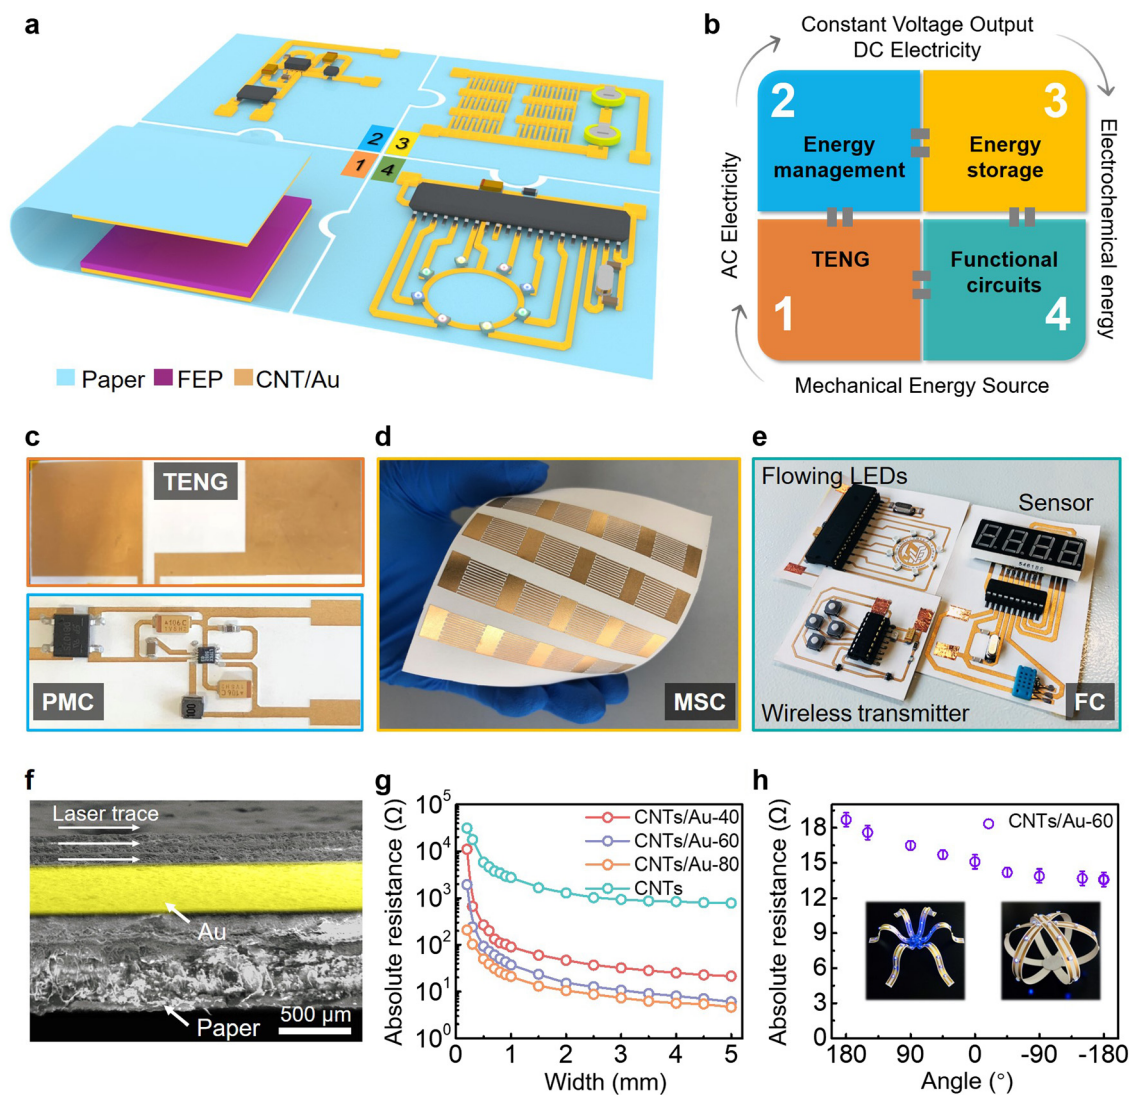 a
2
3
1
4
Paper
FEP
CNT/Au
b
Constant Voltage Output
DC Electricity
AC Electricity
Electrochemical energy
2
Energy
management
3
Energy
storage
TENG
1
Functional
circuits
4
Mechanical Energy Source
c
TENG
PMC
d
MSC
e
Flowing LEDs
Sensor
Wireless transmitter
FC
f
Laser trace
Au
Paper
500 µm
g
Absolute resistance (Ω)
10⁵
10⁴
10³
10²
10¹
10⁰
CNTs/Au-40
CNTs/Au-60
CNTs/Au-80
CNTs
0 1 2 3 4 5
Width (mm)
h
Absolute resistance (Ω)
18
15
12
9
6
3
0
CNTs/Au-60
180 90 0 -90 -180
Angle (°)